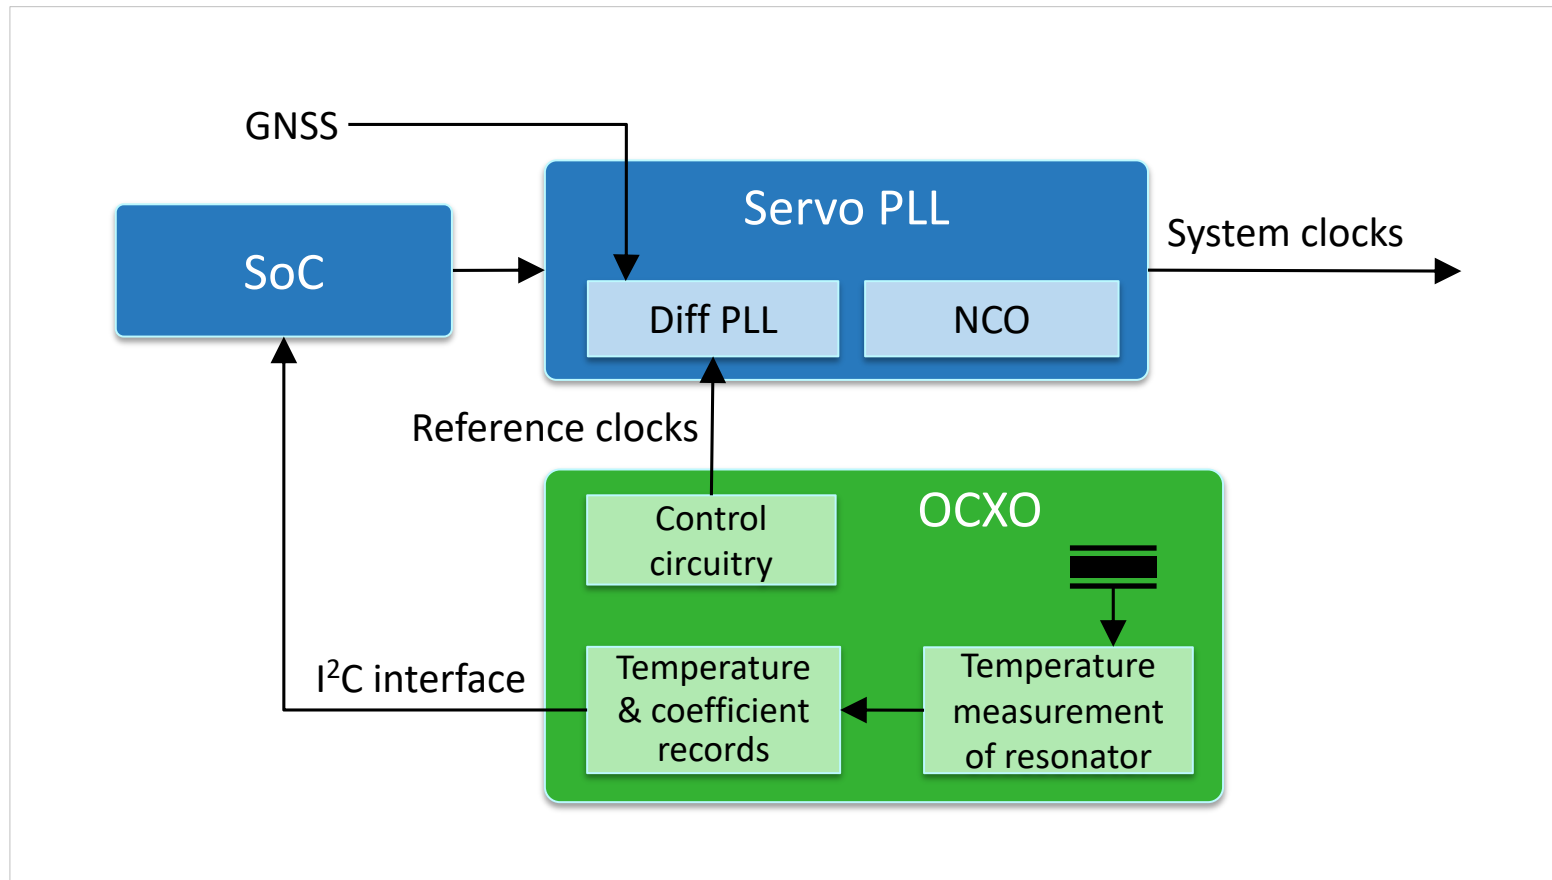 GNSS
Servo PLL
System clocks
SoC
Diff PLL
NCO
Reference clocks
OCXO
Control
circuitry
I²C interface
Temperature
& coefficient
records
Temperature
measurement
of resonator